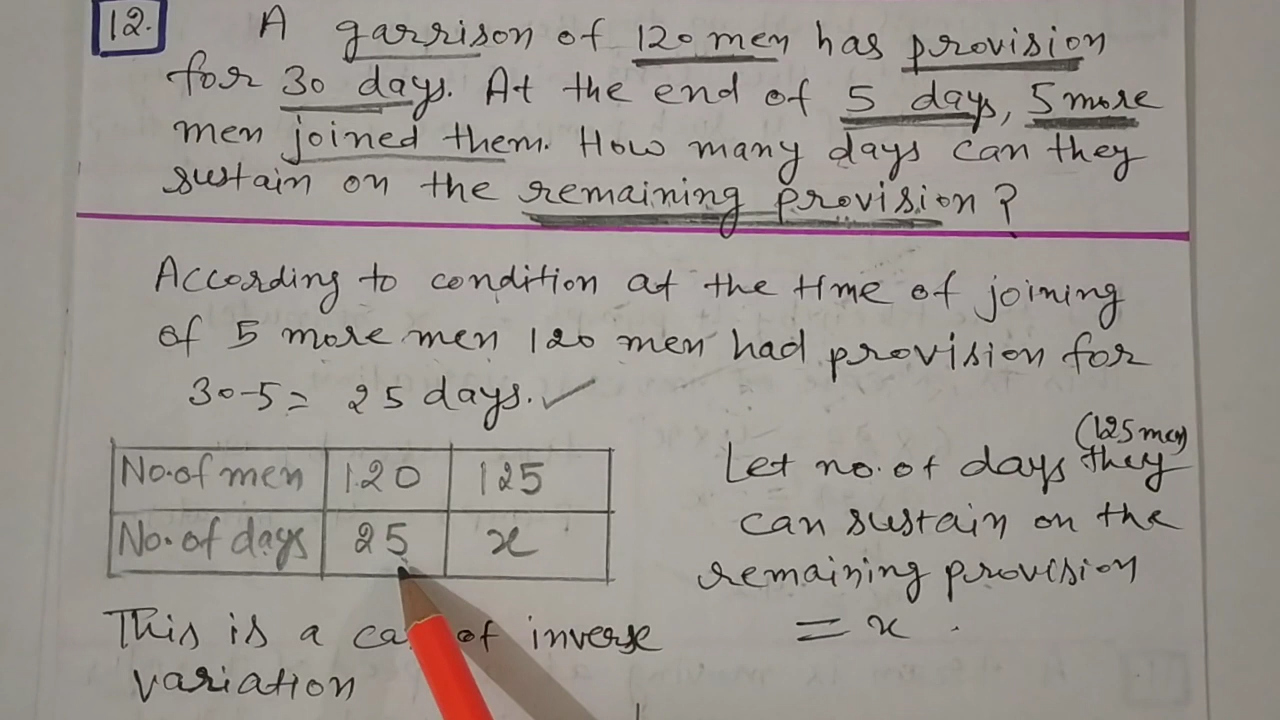 12. A garrison of 120 men has provision
for 30 days. At the end of 5 days, 5 more
men joined them. How many days can they
sustain on the remaining provision?
According to condition at the time of joining
of 5 more men 120 men had provision for
30-5= 25 days. ✓
No. of men 120 125
No. of days 25 x
This is a ca of inverse
variation
(125 men)
Let no. of days they
can sustain on the
remaining provision
= x .